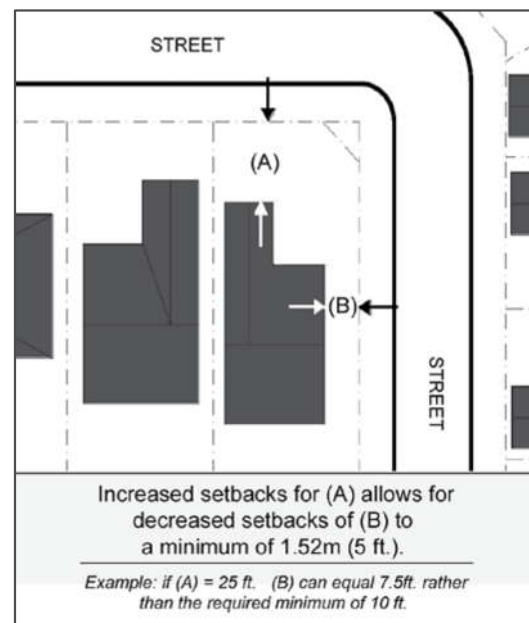 STREET
(A)
(B)
STREET
Increased setbacks for (A) allows for
decreased setbacks of (B) to
a minimum of 1.52m (5 ft.).
Example: if (A) = 25 ft. (B) can equal 7.5ft. rather
than the required minimum of 10 ft.